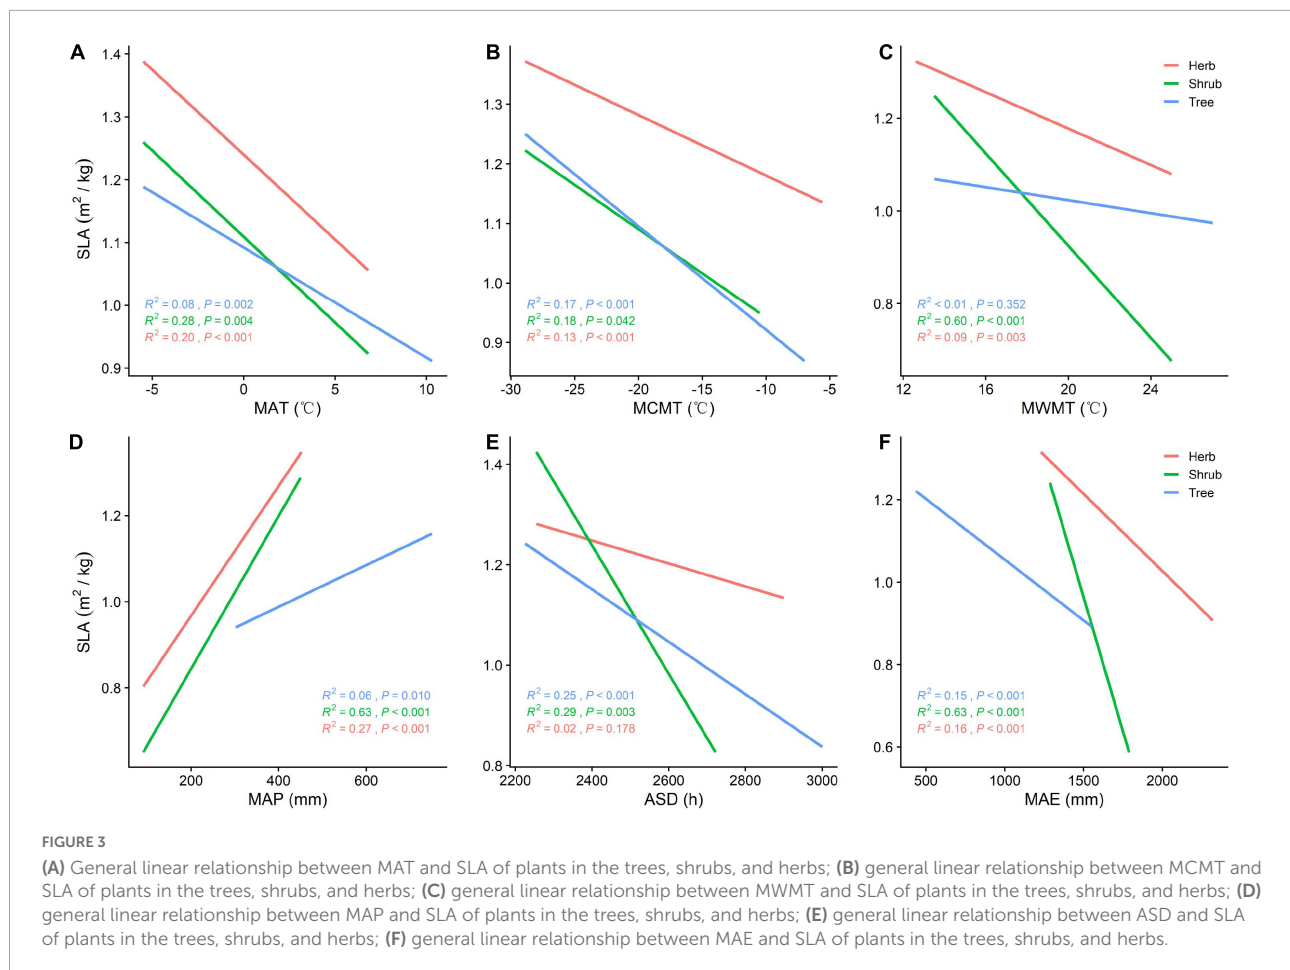 A
1.4
1.3
1.2
1.1
1.0
0.9
SLA (m² / kg)
R² = 0.08 , P = 0.002
R² = 0.28 , P = 0.004
R² = 0.20 , P < 0.001
-5
0
5
10
MAT (℃)
B
1.3
1.2
1.1
1.0
0.9
R² = 0.17 , P < 0.001
R² = 0.18 , P = 0.042
R² = 0.13 , P < 0.001
-30
-25
-20
-15
-10
-5
MCMT (℃)
C
Herb
Shrub
Tree
1.2
1.0
0.8
R² < 0.01 , P = 0.352
R² = 0.60 , P < 0.001
R² = 0.09 , P = 0.003
12
16
20
24
MWMT (℃)
D
1.2
1.0
0.8
SLA (m² / kg)
R² = 0.06 , P = 0.010
R² = 0.63 , P < 0.001
R² = 0.27 , P < 0.001
200
400
600
MAP (mm)
E
1.4
1.2
1.0
0.8
R² = 0.25 , P < 0.001
R² = 0.29 , P = 0.003
R² = 0.02 , P = 0.178
2200
2400
2600
2800
3000
ASD (h)
F
Herb
Shrub
Tree
1.2
1.0
0.8
0.6
R² = 0.15 , P < 0.001
R² = 0.63 , P < 0.001
R² = 0.16 , P < 0.001
500
1000
1500
2000
MAE (mm)
FIGURE 3
(A) General linear relationship between MAT and SLA of plants in the trees, shrubs, and herbs; (B) general linear relationship between MCMT and
SLA of plants in the trees, shrubs, and herbs; (C) general linear relationship between MWMT and SLA of plants in the trees, shrubs, and herbs; (D)
general linear relationship between MAP and SLA of plants in the trees, shrubs, and herbs; (E) general linear relationship between ASD and SLA
of plants in the trees, shrubs, and herbs; (F) general linear relationship between MAE and SLA of plants in the trees, shrubs, and herbs.